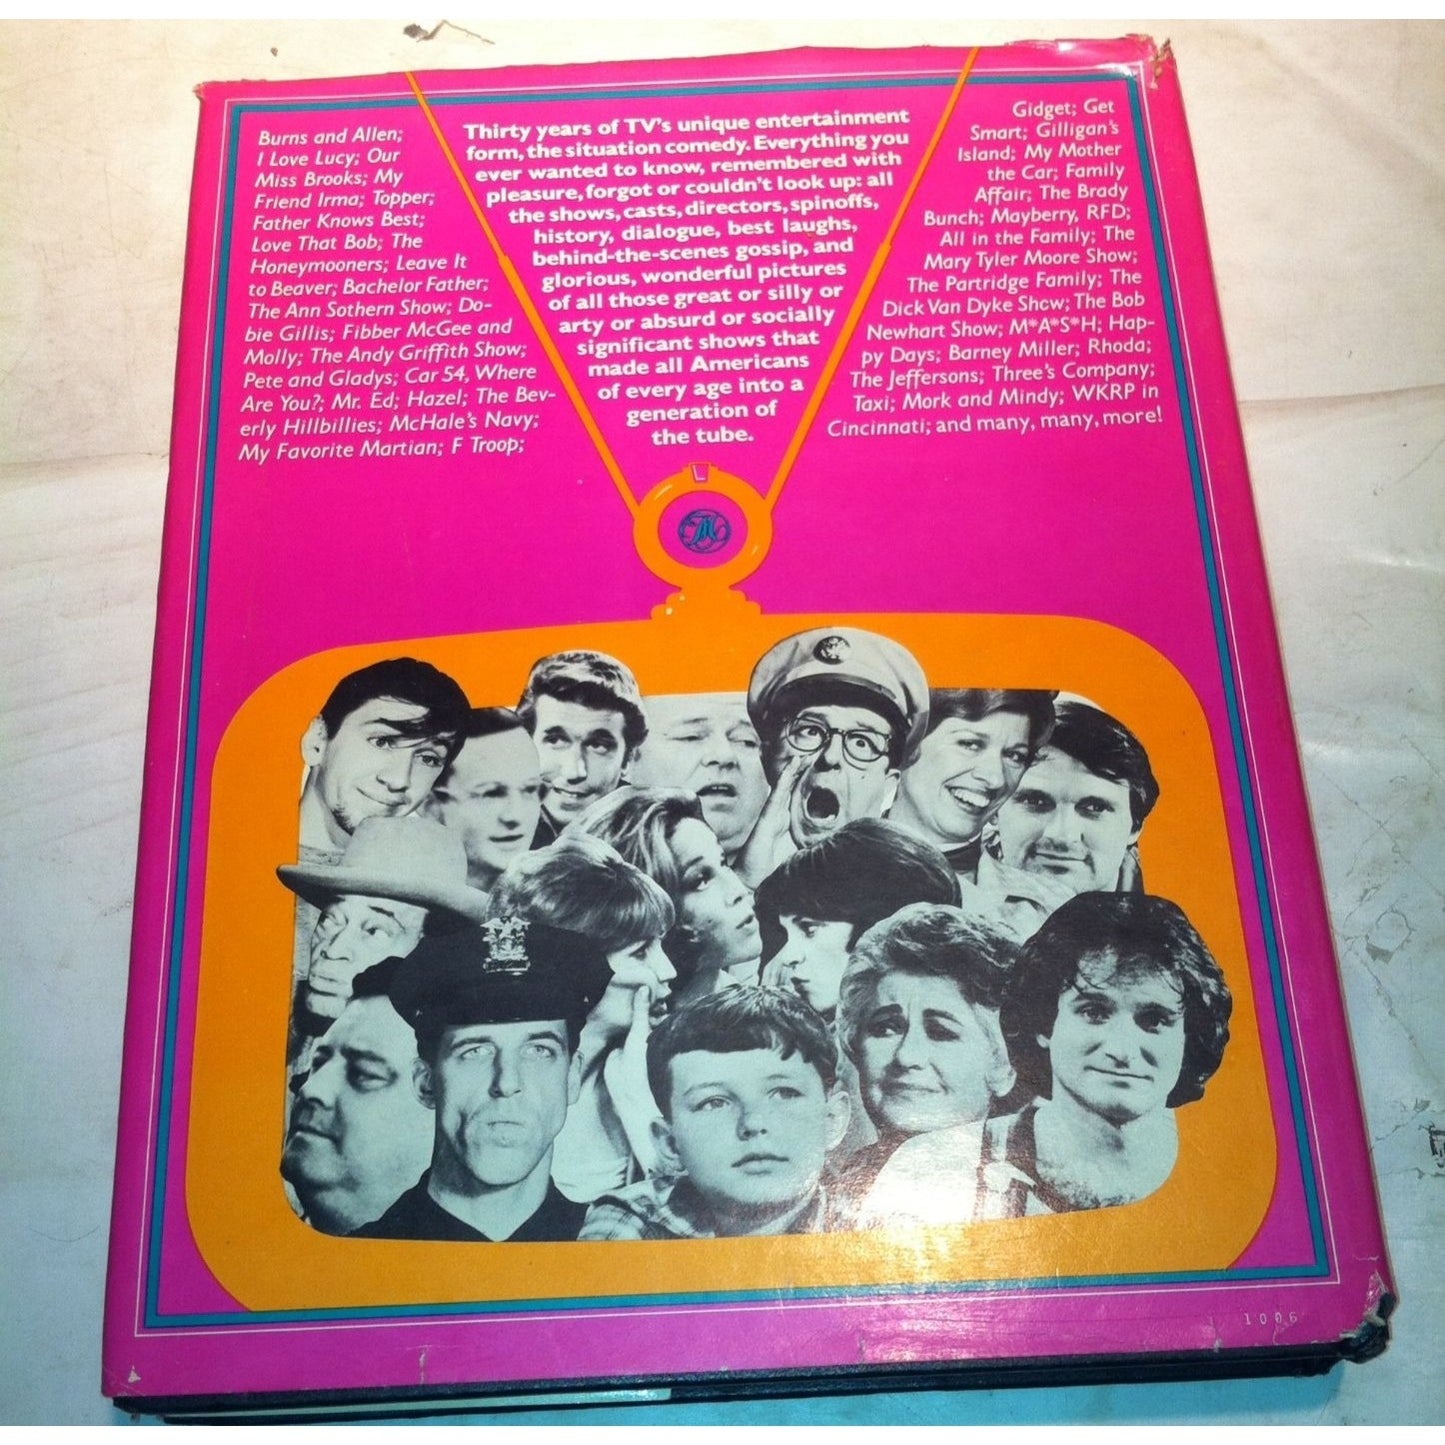 Burns and Allen;
I Love Lucy; Our
Miss Brooks; My
Friend Irma; Topper;
Father Knows Best;
Love That Bob; The
Honeymooners; Leave It
to Beaver; Bachelor Father;
The Ann Sothern Show; Do-
bie Gillis; Fibber McGee and
Molly; The Andy Griffith Show;
Pete and Gladys; Car 54, Where
Are You?; Mr. Ed; Hazel; The Bev-
erly Hillbillies; McHale's Navy;
My Favorite Martian; F Troop;
Thirty years of TV's unique entertainment
form, the situation comedy. Everything you
ever wanted to know, remembered with
pleasure, forgot or couldn't look up: all
the shows, casts, directors, spinoffs,
history, dialogue, best laughs,
behind-the-scenes gossip, and
glorious, wonderful pictures
of all those great or silly or
arty or absurd or socially
significant shows that
made all Americans
of every age into a
generation of
the tube.
Gidget; Get
Smart; Gilligan's
Island; My Mother
the Car; Family
Affair; The Brady
Bunch; Mayberry, RFD;
All in the Family; The
Mary Tyler Moore Show;
The Partridge Family; The
Dick Van Dyke Show; The Bob
Newhart Show; M*A*S*H; Hap-
py Days; Barney Miller; Rhoda;
The Jeffersons; Three's Company;
Taxi; Mork and Mindy; WKRP in
Cincinnati; and many, many, more!
1006